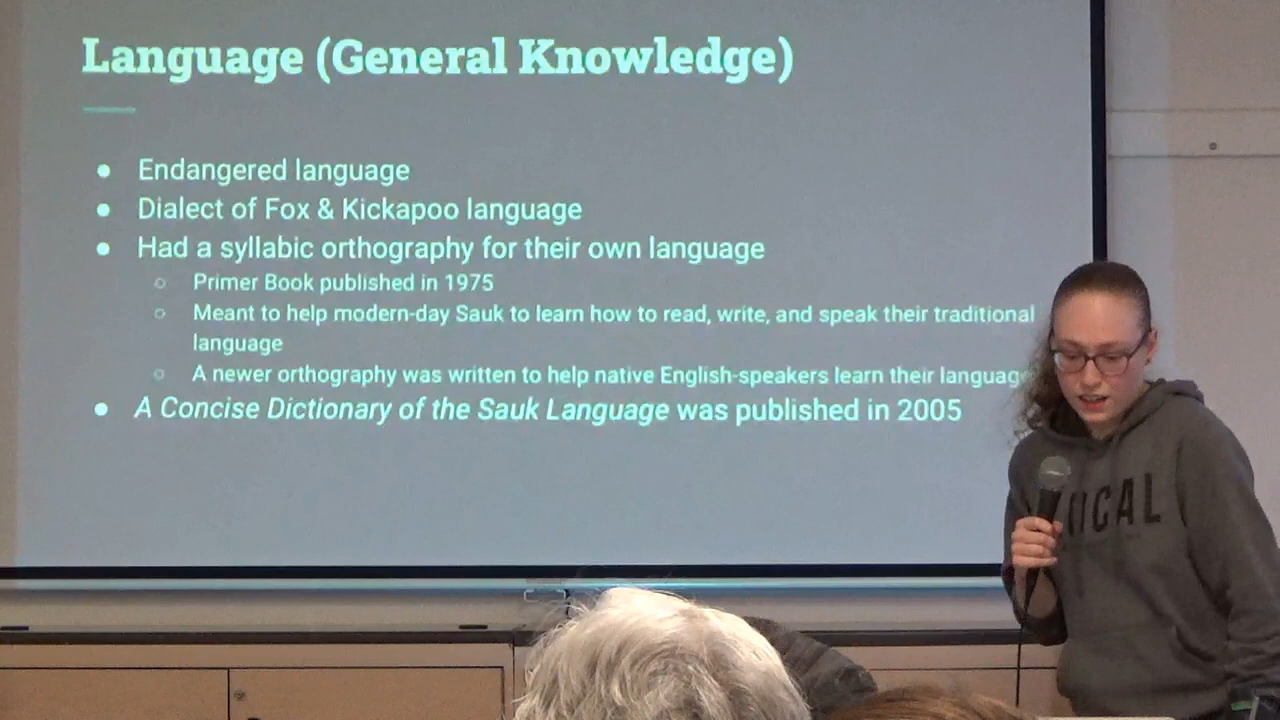 Language (General Knowledge)
● Endangered language
● Dialect of Fox & Kickapoo language
● Had a syllabic orthography for their own language
○ Primer Book published in 1975
○ Meant to help modern-day Sauk to learn how to read, write, and speak their traditional
language
○ A newer orthography was written to help native English-speakers learn their languag
● A Concise Dictionary of the Sauk Language was published in 2005